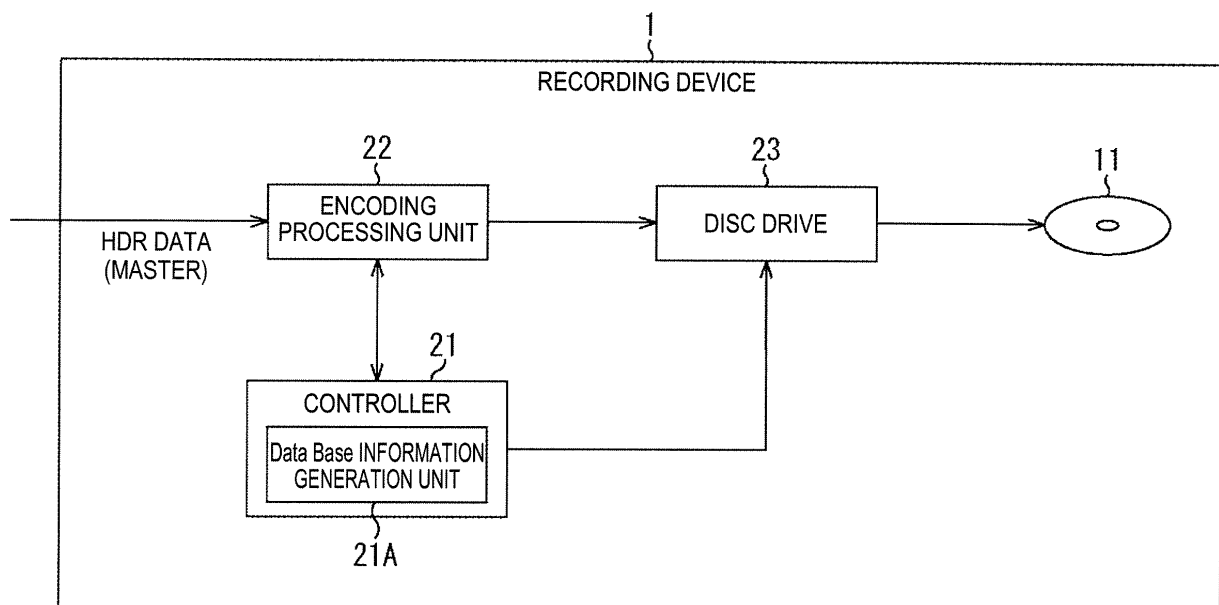 1
RECORDING DEVICE
22
23
11
ENCODING
PROCESSING UNIT
DISC DRIVE
HDR DATA
(MASTER)
21
CONTROLLER
Data Base INFORMATION
GENERATION UNIT
21A